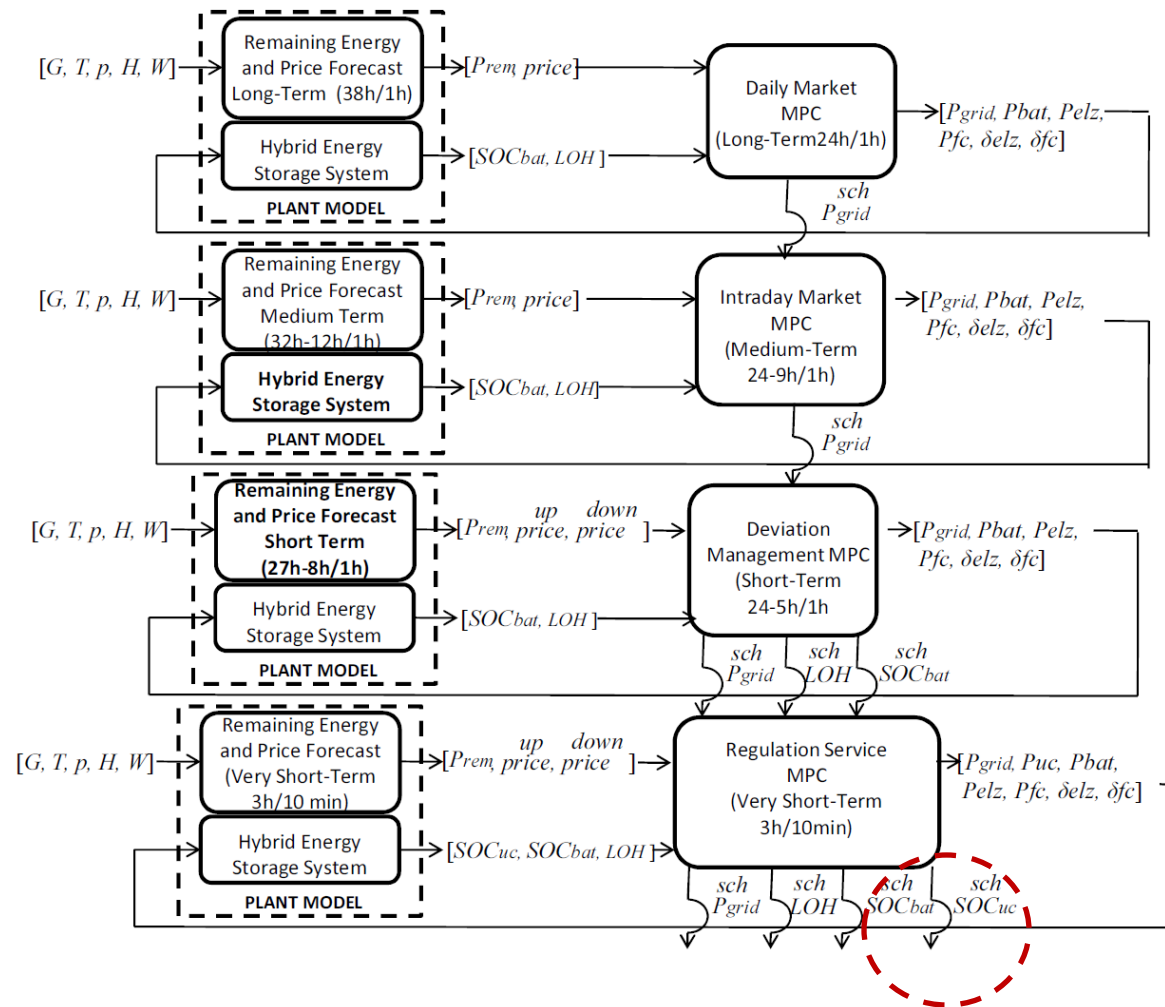 Remaining Energy
and Price Forecast
Long-Term (38h/1h)
[G, T, p, H, W]
[Prem, price]
Hybrid Energy
Storage System
[SOCbat, LOH]
PLANT MODEL
Daily Market
MPC
(Long-Term24h/1h)
[Pgrid, Pbat, Pelz,
Pfc, δelz, δfc]
sch
Pgrid
Remaining Energy
and Price Forecast
Medium Term
(32h-12h/1h)
[G, T, p, H, W]
[Prem, price]
Hybrid Energy
Storage System
[SOCbat, LOH]
PLANT MODEL
Intraday Market
MPC
(Medium-Term
24-9h/1h)
[Pgrid, Pbat, Pelz,
Pfc, δelz, δfc]
sch
Pgrid
Remaining Energy
and Price Forecast
Short Term
(27h-8h/1h)
[G, T, p, H, W]
up down
[Prem, price, price ]
Hybrid Energy
Storage System
[SOCbat, LOH ]
PLANT MODEL
Deviation
Management MPC
(Short-Term
24-5h/1h
[Pgrid, Pbat, Pelz,
Pfc, δelz, δfc]
sch
Pgrid
sch
LOH
sch
SOCbat
Remaining Energy
and Price Forecast
(Very Short-Term
3h/10 min)
[G, T, p, H, W]
up down
[Prem, price, price ]
Hybrid Energy
Storage System
[SOCuc, SOCbat, LOH ]
PLANT MODEL
Regulation Service
MPC
(Very Short-Term
3h/10min)
[Pgrid, Puc, Pbat,
Pelz, Pfc, δelz, δfc]
sch
Pgrid
sch
LOH
sch
SOCbat
sch
SOCuc